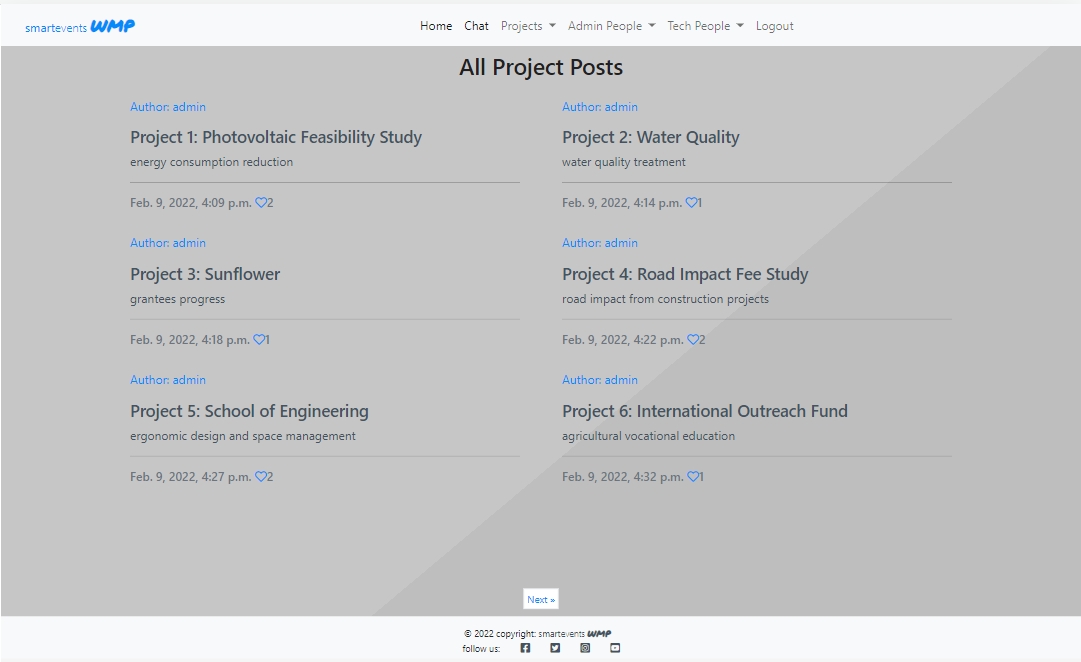 smartevents WMP
Home Chat Projects Admin People Tech People Logout
All Project Posts
Author: admin
Project 1: Photovoltaic Feasibility Study
energy consumption reduction
Feb. 9, 2022, 4:09 p.m. 2
Author: admin
Project 2: Water Quality
water quality treatment
Feb. 9, 2022, 4:14 p.m. 1
Author: admin
Project 3: Sunflower
grantees progress
Feb. 9, 2022, 4:18 p.m. 1
Author: admin
Project 4: Road Impact Fee Study
road impact from construction projects
Feb. 9, 2022, 4:22 p.m. 2
Author: admin
Project 5: School of Engineering
ergonomic design and space management
Feb. 9, 2022, 4:27 p.m. 2
Author: admin
Project 6: International Outreach Fund
agricultural vocational education
Feb. 9, 2022, 4:32 p.m. 1
Next »
© 2022 copyright: smartevents WMP
follow us: